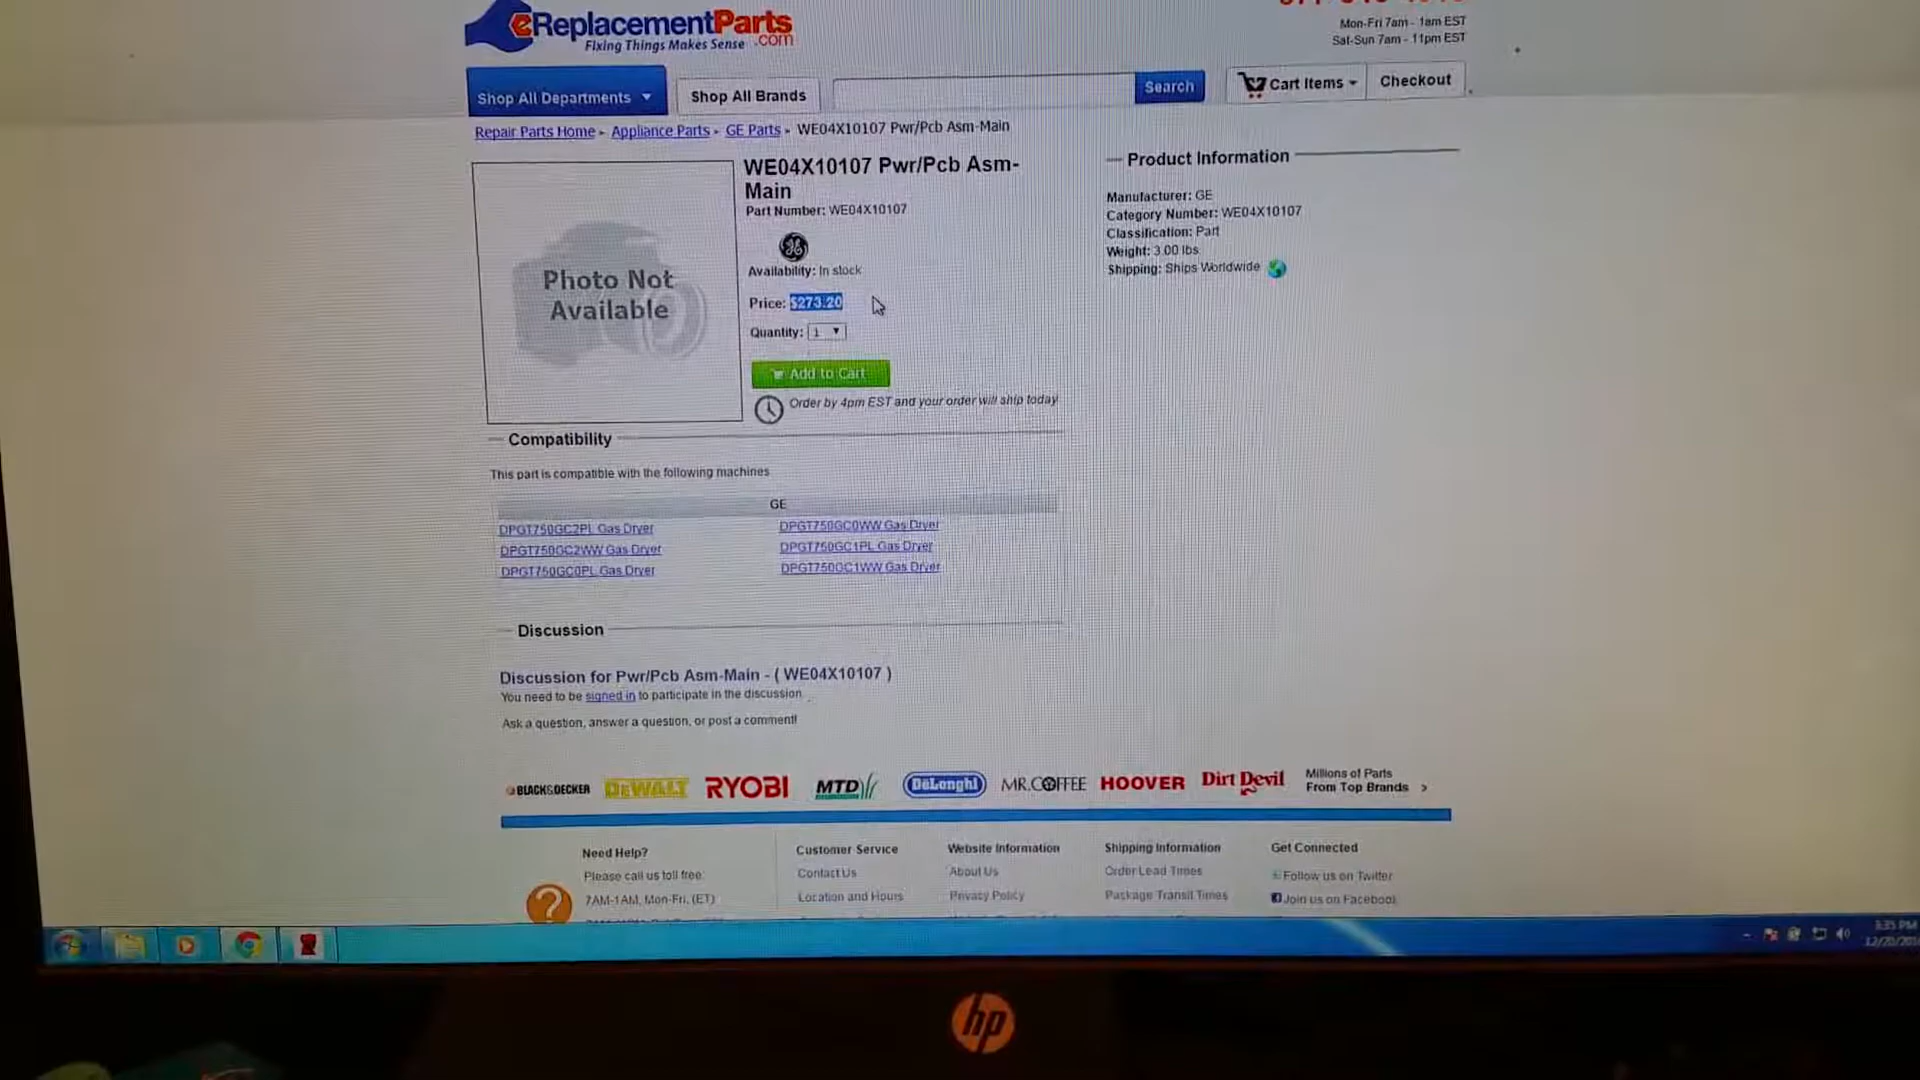 eReplacementParts
.com
Fixing Things Makes Sense
Mon-Fri 7am - 1am EST
Sat-Sun 7am - 11pm EST
Shop All Departments
Shop All Brands
Search
Cart Items
Checkout
Repair Parts Home - Appliance Parts - GE Parts - WE04X10107 Pwr/Pcb Asm-Main
Photo Not
Available
WE04X10107 Pwr/Pcb Asm-
Main
Part Number: WE04X10107
GE
Availability: In stock
Price: $273.20
Quantity: 1
Add to Cart
Order by 4pm EST and your order will ship today
Product Information
Manufacturer: GE
Category Number: WE04X10107
Classification: Part
Weight: 3.00 lbs
Shipping: Ships Worldwide
Compatibility
This part is compatible with the following machines
GE
DPGT750GC2PL Gas Dryer DPGT750GC0WW Gas Dryer
DPGT750GC2WW Gas Dryer DPGT750GC1PL Gas Dryer
DPGT750GC0PL Gas Dryer DPGT750GC1WW Gas Dryer
Discussion
Discussion for Pwr/Pcb Asm-Main - ( WE04X10107 )
You need to be signed in to participate in the discussion
Ask a question, answer a question, or post a comment!
BLACK&DECKER DEWALT RYOBI MTD DeLonghi MR.COFFEE HOOVER Dirt Devil
Millions of Parts
From Top Brands >
Need Help?
Please call us toll free:
7AM-1AM, Mon-Fri, (ET)
Customer Service
Contact Us
Location and Hours
Website Information
About Us
Privacy Policy
Shipping Information
Order Lead Times
Package Transit Times
Get Connected
Follow us on Twitter
Join us on Facebook
3:35 PM
hp